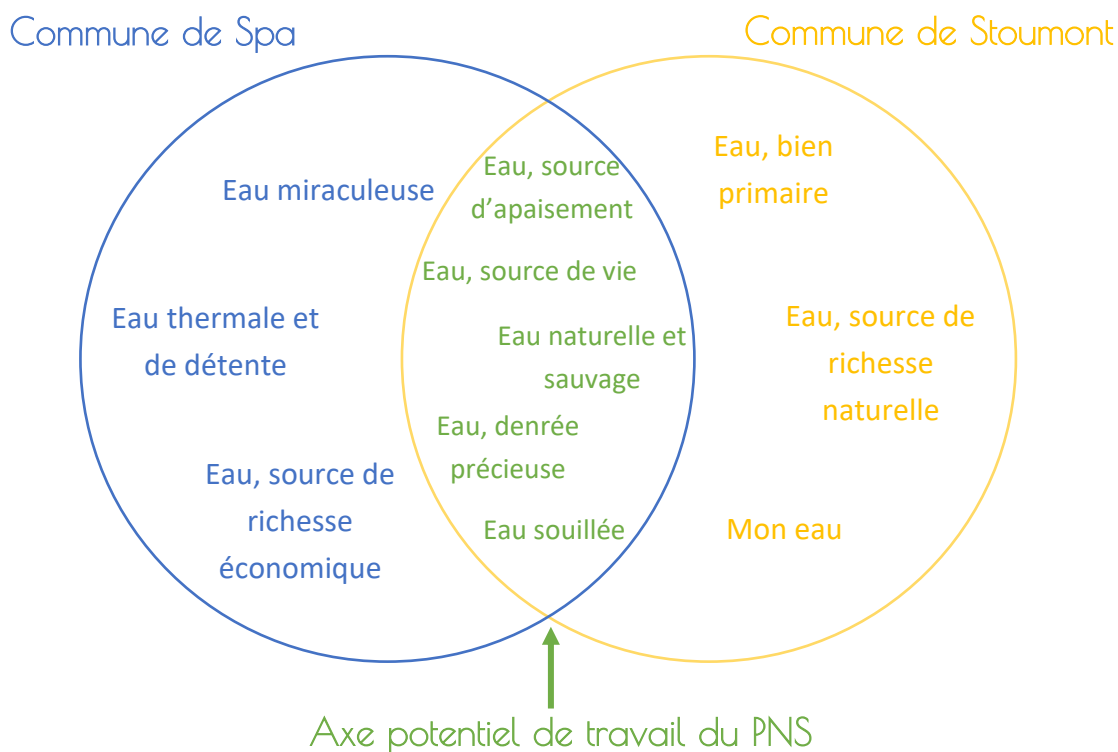 Commune de Spa
Commune de Stoumont
Eau miraculeuse
Eau thermale et
de détente
Eau, source de
richesse
économique
Eau, source
d’apaisement
Eau, source de vie
Eau naturelle et
sauvage
Eau, denrée
précieuse
Eau souillée
Eau, bien
primaire
Eau, source de
richesse
naturelle
Mon eau
Axe potentiel de travail du PNS